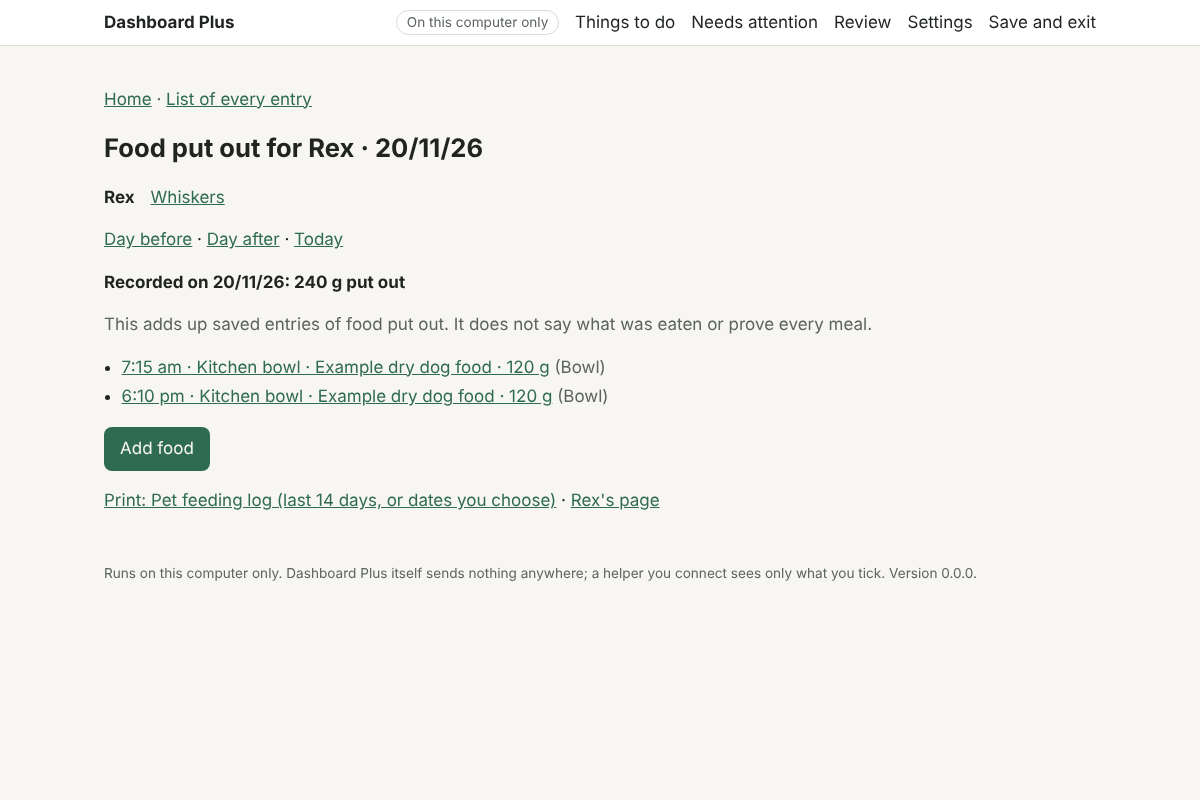 Dashboard Plus
On this computer only
Things to do
Needs attention
Review
Settings
Save and exit
Home · List of every entry
Food put out for Rex · 20/11/26
Rex Whiskers
Day before · Day after · Today
Recorded on 20/11/26: 240 g put out
This adds up saved entries of food put out. It does not say what was eaten or prove every meal.
• 7:15 am · Kitchen bowl · Example dry dog food · 120 g (Bowl)
• 6:10 pm · Kitchen bowl · Example dry dog food · 120 g (Bowl)
Add food
Print: Pet feeding log (last 14 days, or dates you choose) · Rex's page
Runs on this computer only. Dashboard Plus itself sends nothing anywhere; a helper you connect sees only what you tick. Version 0.0.0.